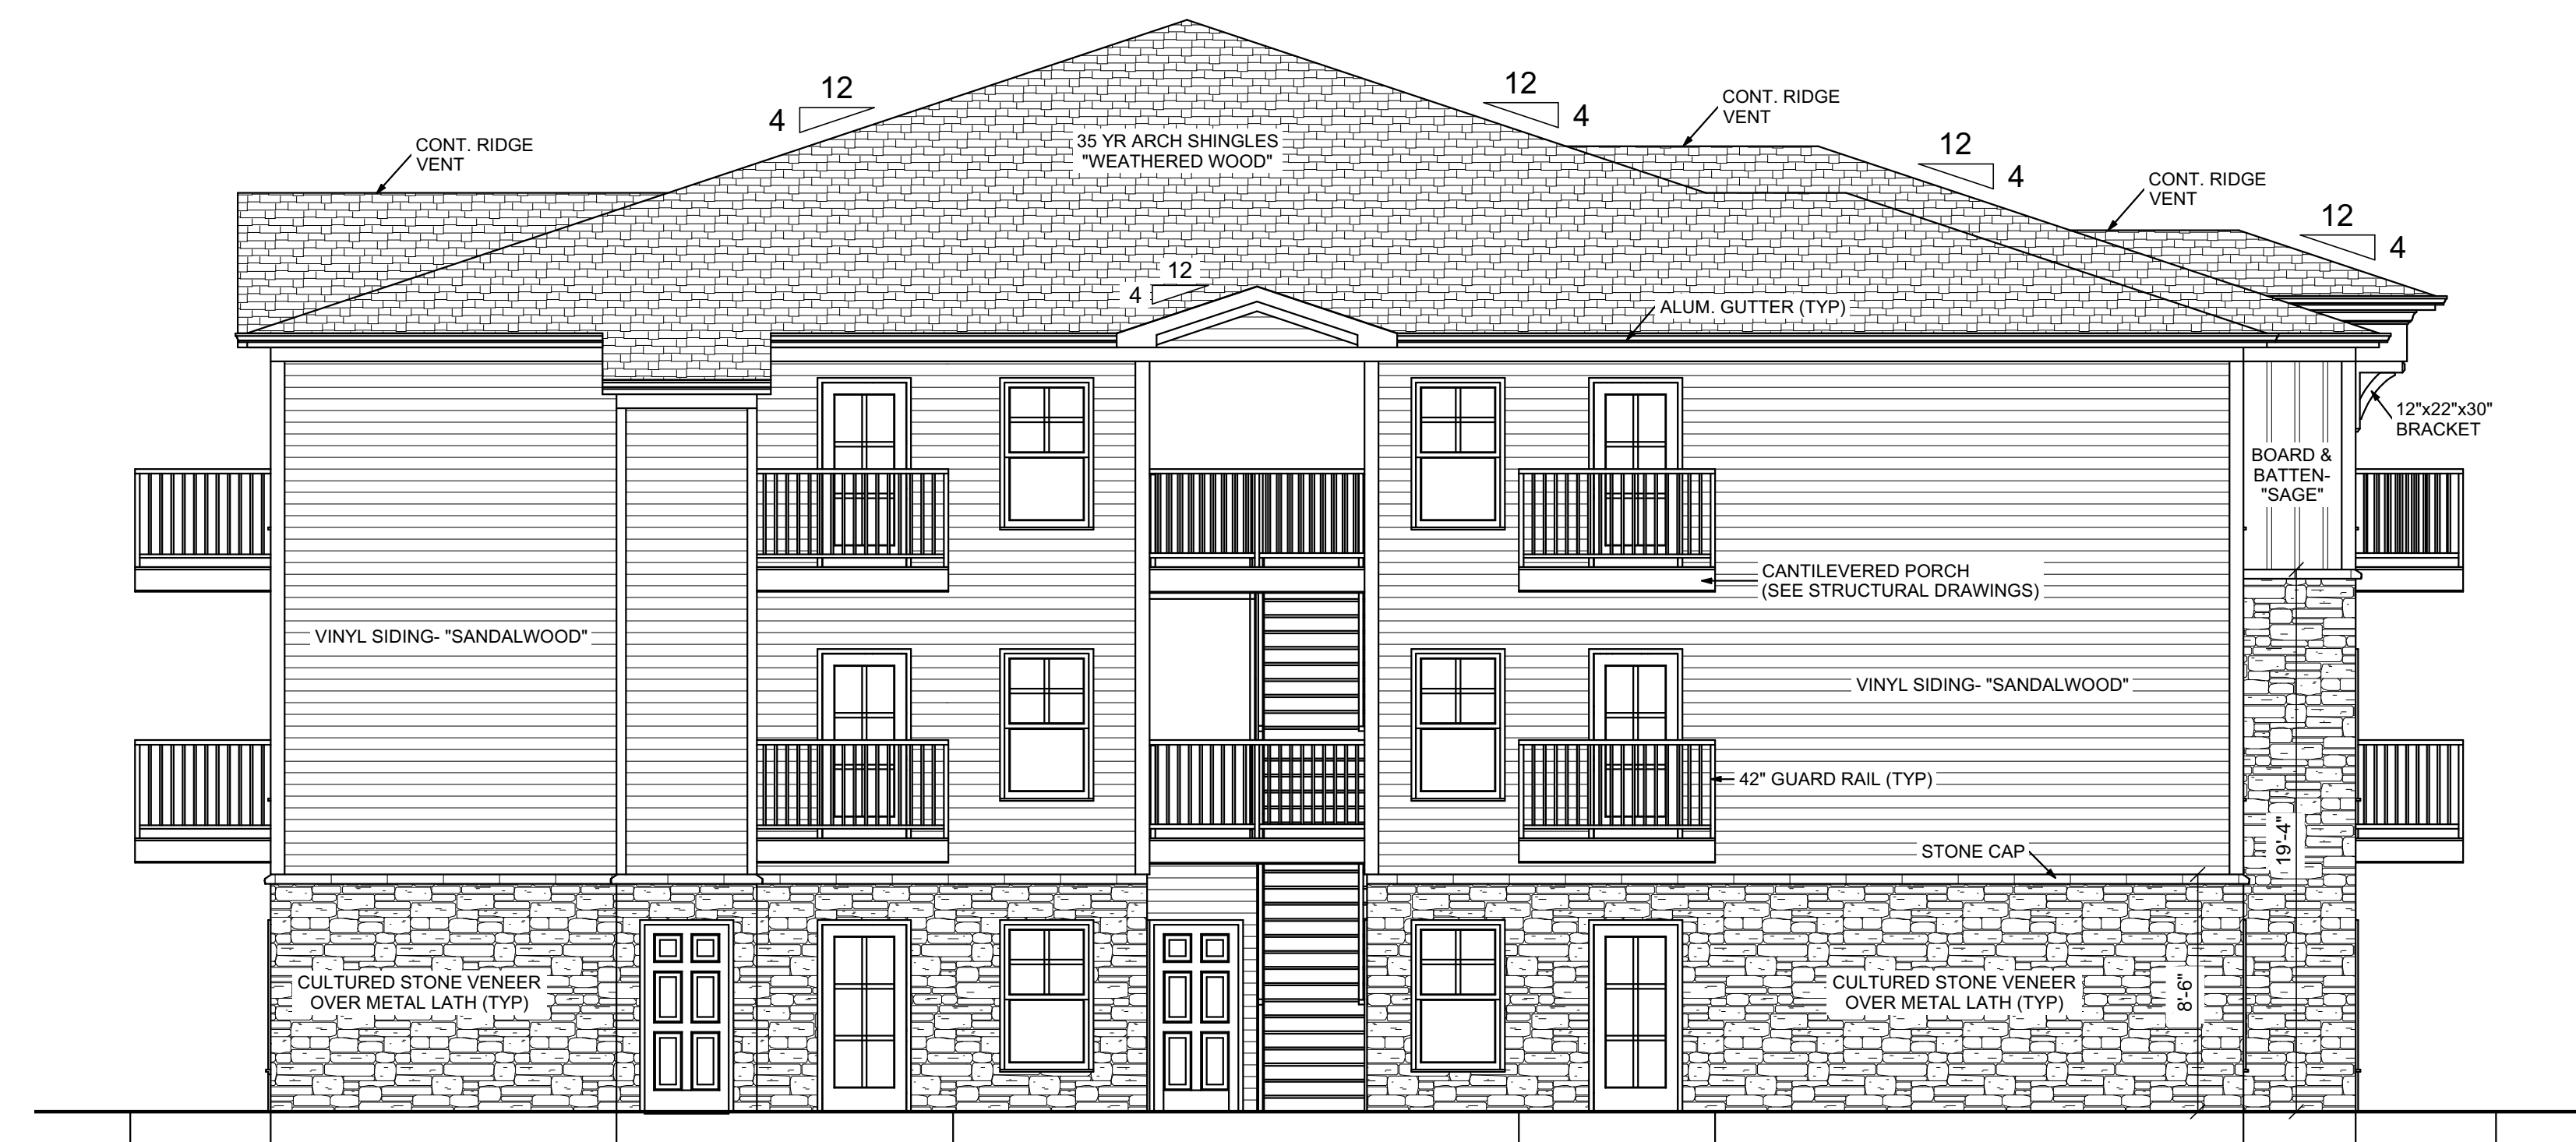 12
4
12
4
CONT. RIDGE
VENT
35 YR ARCH SHINGLES
"WEATHERED WOOD"
CONT. RIDGE
VENT
12
4
CONT. RIDGE
VENT
12
4
12
4
ALUM. GUTTER (TYP)
12"x22"x30"
BRACKET
BOARD &
BATTEN-
"SAGE"
CANTILEVERED PORCH
(SEE STRUCTURAL DRAWINGS)
VINYL SIDING- "SANDALWOOD"
VINYL SIDING- "SANDALWOOD"
42" GUARD RAIL (TYP)
STONE CAP
19'-4"
CULTURED STONE VENEER
OVER METAL LATH (TYP)
CULTURED STONE VENEER
OVER METAL LATH (TYP)
8'-6"